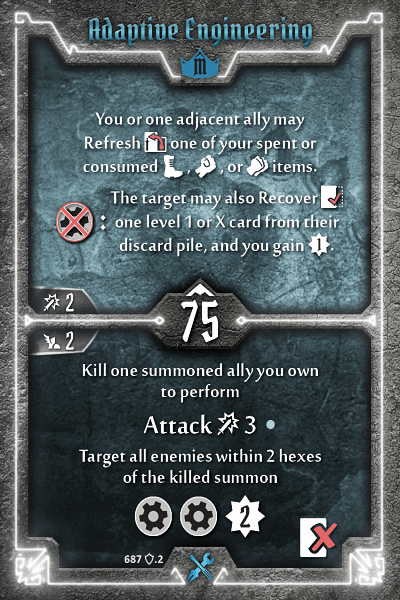 Adaptive Engineering
M
You or one adjacent ally may
Refresh one of your spent or
consumed , , or items.
The target may also Recover
: one level 1 or X card from their
discard pile, and you gain 1.
2
75
2
Kill one summoned ally you own
to perform
Attack 3
Target all enemies within 2 hexes
of the killed summon
2
687 .2